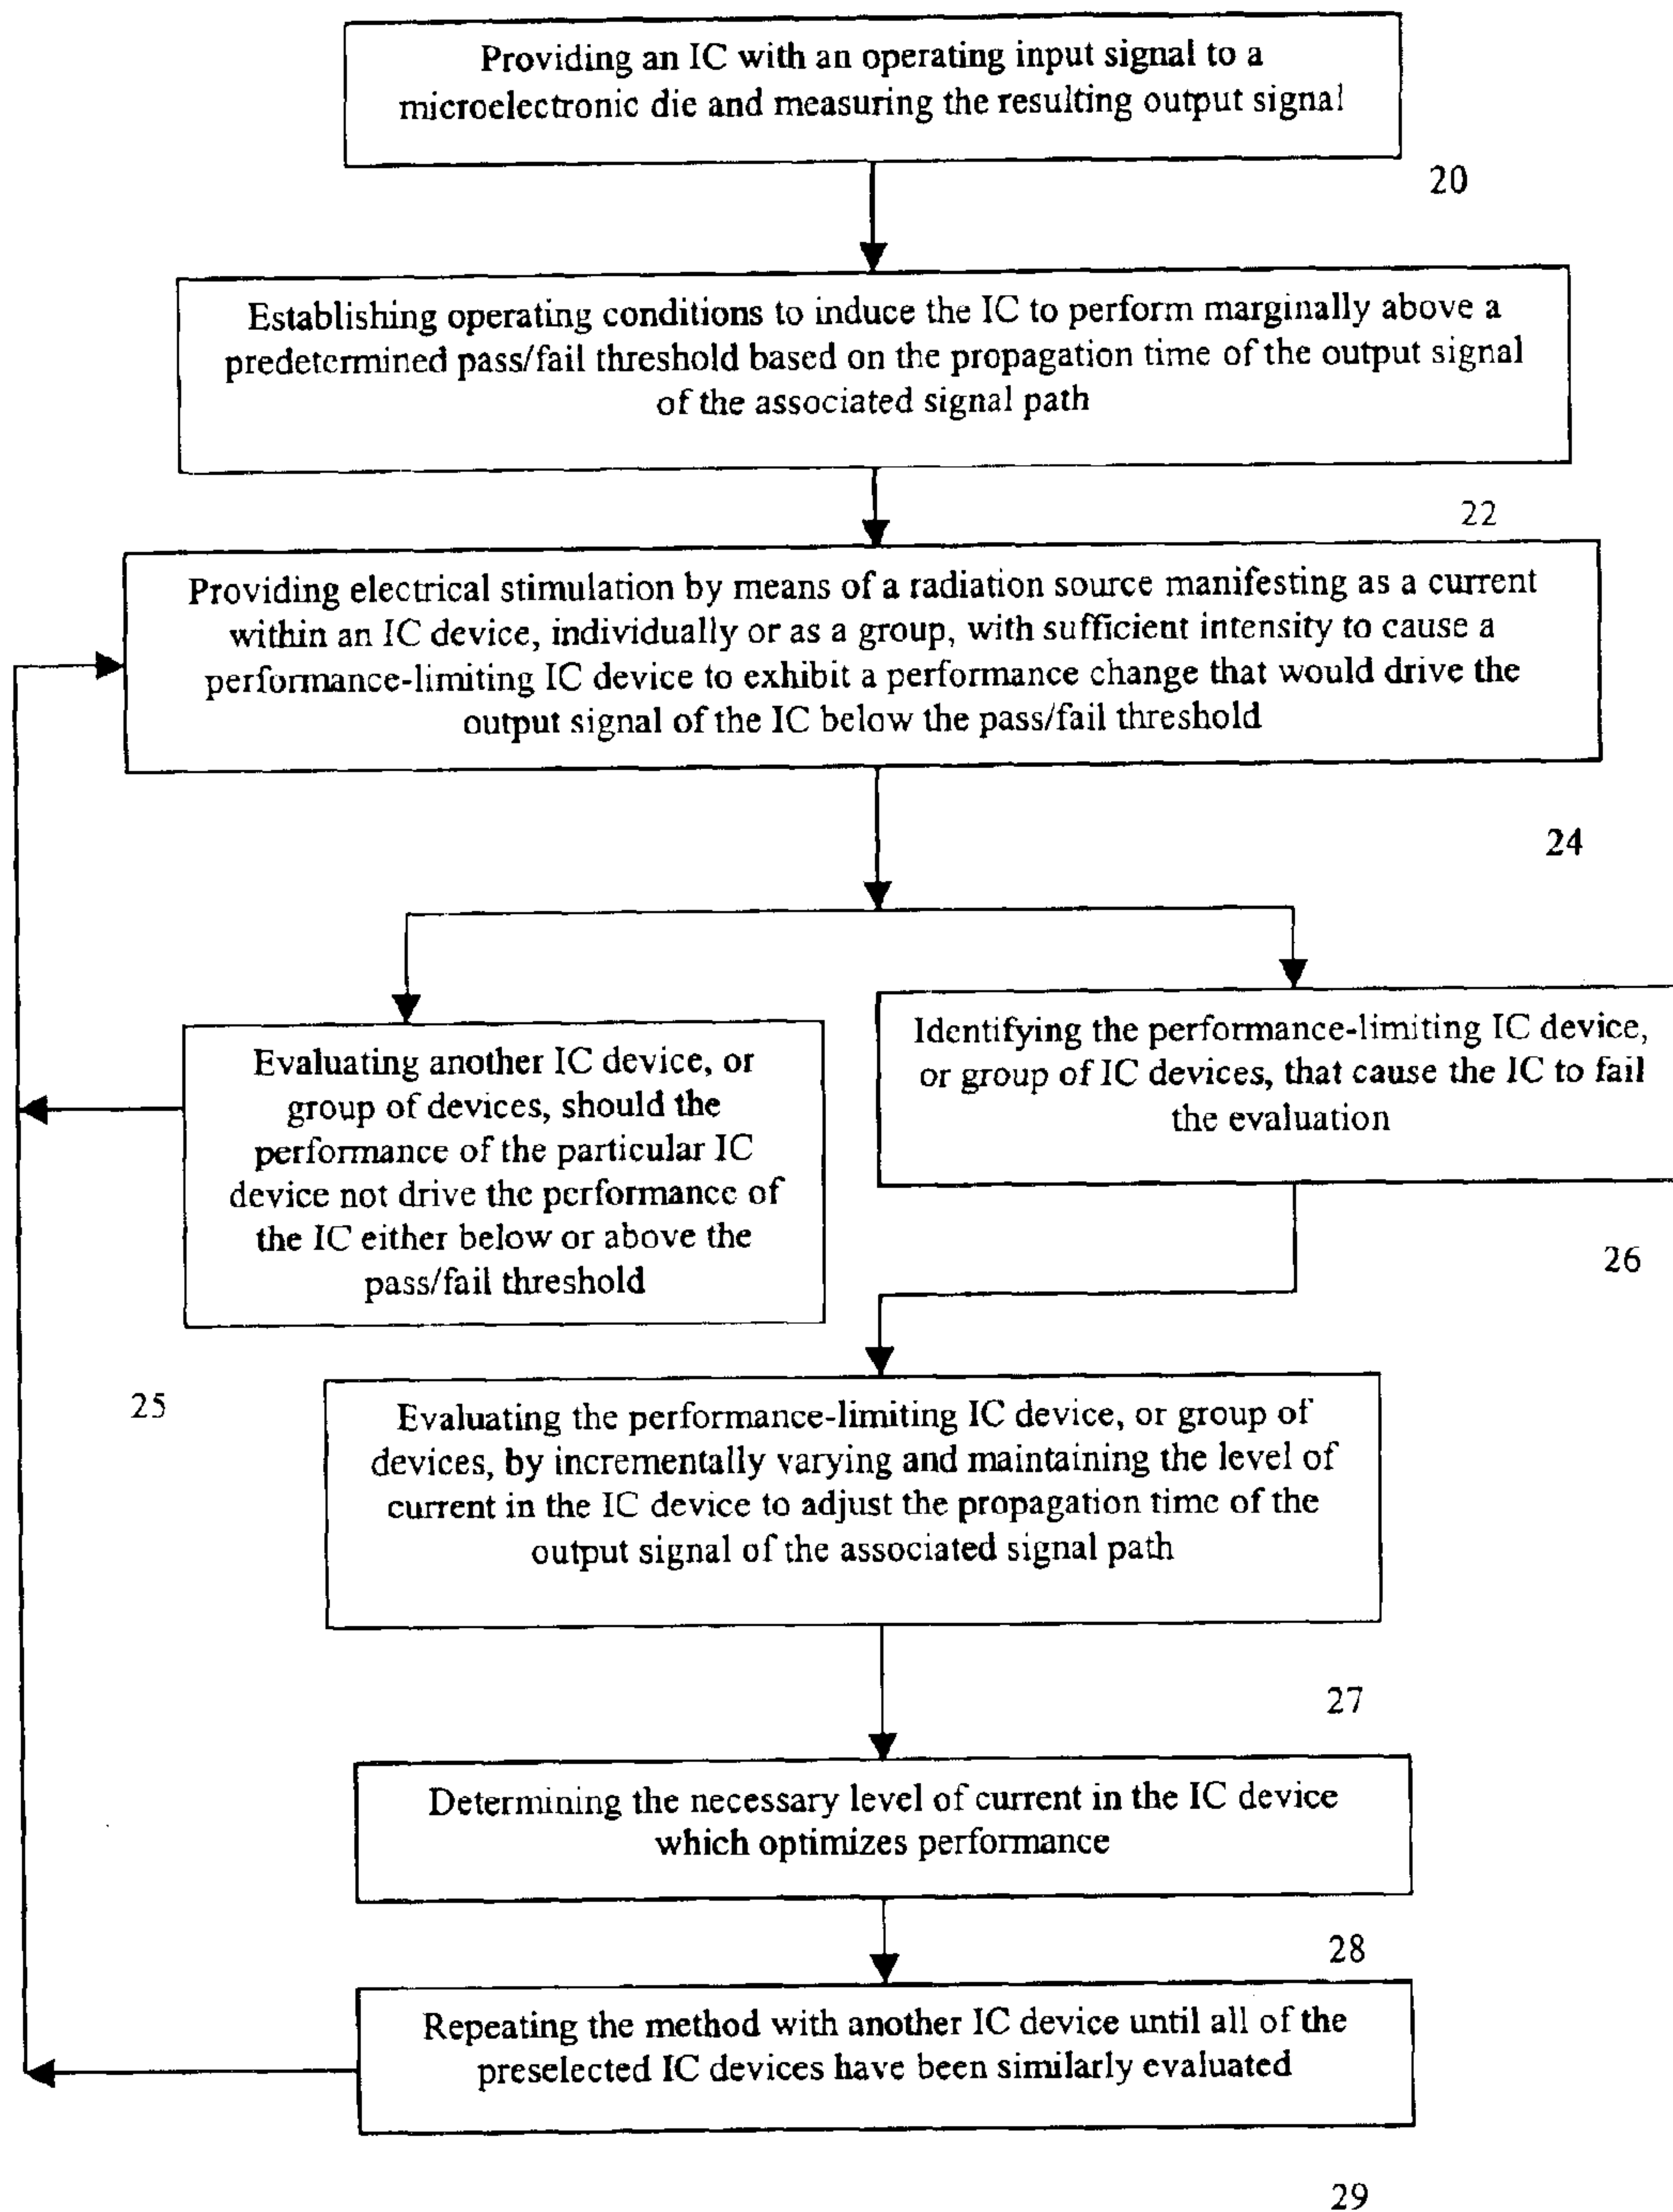 Providing an IC with an operating input signal to a
microelectronic die and measuring the resulting output signal
20
Establishing operating conditions to induce the IC to perform marginally above a
predetermined pass/fail threshold based on the propagation time of the output signal
of the associated signal path
22
Providing electrical stimulation by means of a radiation source manifesting as a current
within an IC device, individually or as a group, with sufficient intensity to cause a
performance-limiting IC device to exhibit a performance change that would drive the
output signal of the IC below the pass/fail threshold
24
Evaluating another IC device, or
group of devices, should the
performance of the particular IC
device not drive the performance of
the IC either below or above the
pass/fail threshold
25
Identifying the performance-limiting IC device,
or group of IC devices, that cause the IC to fail
the evaluation
26
Evaluating the performance-limiting IC device, or group of
devices, by incrementally varying and maintaining the level of
current in the IC device to adjust the propagation time of the
output signal of the associated signal path
27
Determining the necessary level of current in the IC device
which optimizes performance
28
Repeating the method with another IC device until all of the
preselected IC devices have been similarly evaluated
29